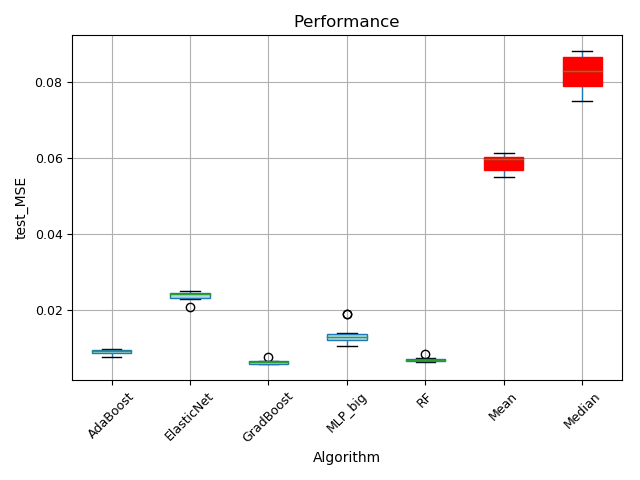 Performance
test_MSE
0.08
0.06
0.04
0.02
AdaBoost
ElasticNet
GradBoost
MLP_big
RF
Mean
Median
Algorithm